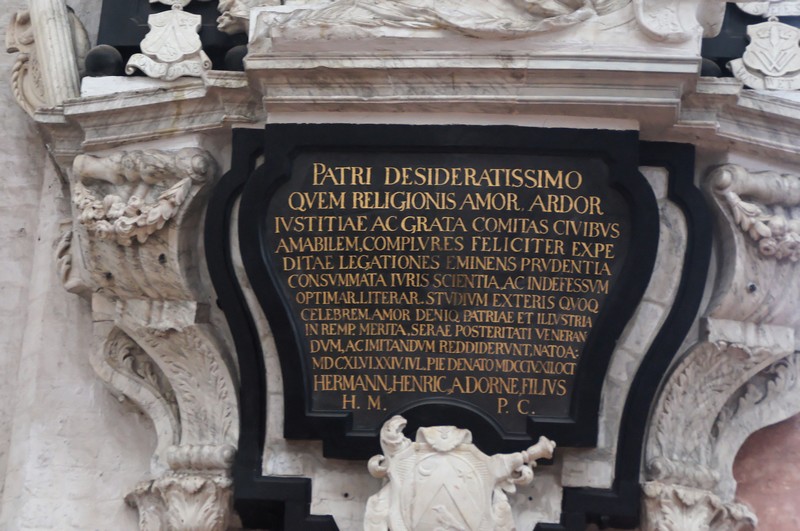 PATRI DESIDERATISSIMO
QVEM RELIGIONIS AMOR. ARDOR
IVSTITIAE AC GRATA COMITAS CIVIBVS
AMABILEM, COMPLVRES FELICITER EXPE
DITAE LEGATIONES EMINENS PRVDENTIA
CONSVMMATA IVRIS SCIENTIA, AC INDEFESSVM
OPTIMAR. LITERAR. STVDIVM EXTERIS QVOQ.
CELEBREM, AMOR DENIQ. PATRIAE ET ILLVSTRIA
IN REMP. MERITA, SERAE POSTERITATI VENERAN
DVM, AC IMITANDVM REDDIDERVNT. NATO A:
MDCXLVI. XXIV. IVL. PIE DENATO MDCCIV. XII. OCT
HERMANN, HENRIC, ADORNE, FILIVS
H. M. P. C.